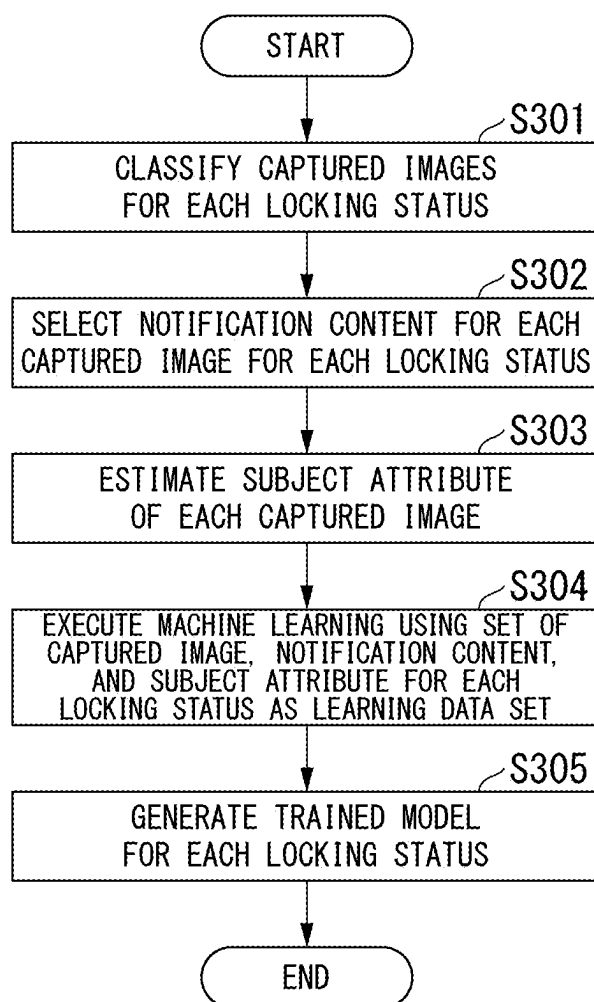 START
S301
CLASSIFY CAPTURED IMAGES
FOR EACH LOCKING STATUS
S302
SELECT NOTIFICATION CONTENT FOR EACH
CAPTURED IMAGE FOR EACH LOCKING STATUS
S303
ESTIMATE SUBJECT ATTRIBUTE
OF EACH CAPTURED IMAGE
S304
EXECUTE MACHINE LEARNING USING SET OF
CAPTURED IMAGE, NOTIFICATION CONTENT,
AND SUBJECT ATTRIBUTE FOR EACH
LOCKING STATUS AS LEARNING DATA SET
S305
GENERATE TRAINED MODEL
FOR EACH LOCKING STATUS
END